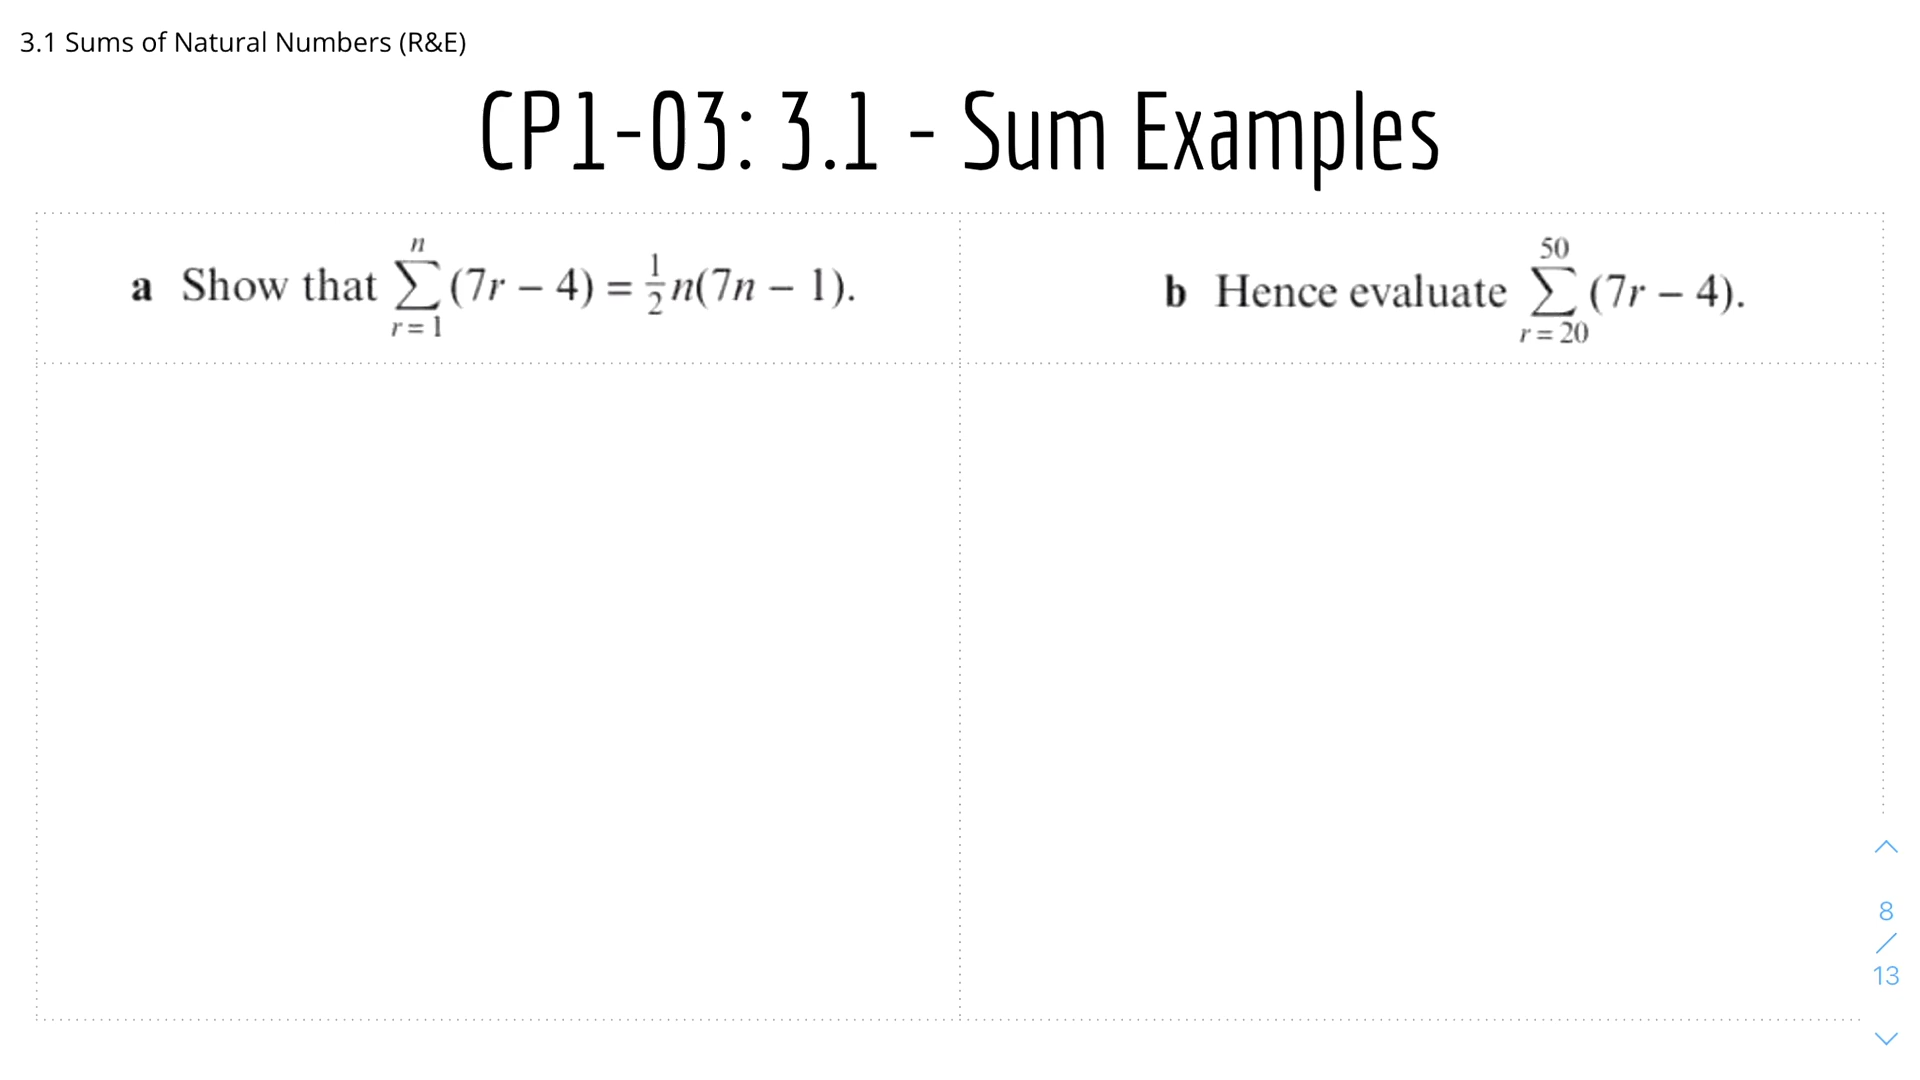 3.1 Sums of Natural Numbers (R&E)
CP1-03: 3.1 - Sum Examples
a Show that ∑_{r=1}^{n} (7r − 4) = ½n(7n − 1).
b Hence evaluate ∑_{r=20}^{50} (7r − 4).
8
/
13